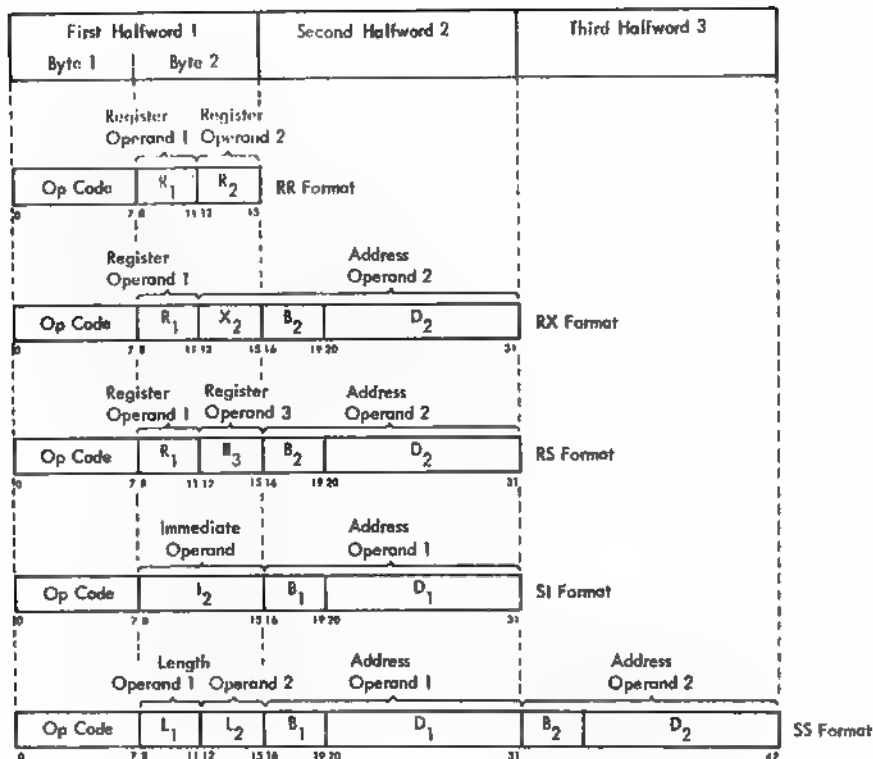 First Halfword 1 Second Halfword 2 Third Halfword 3
Byte 1 Byte 2
Register Register
Operand 1 Operand 2
Op Code R1 R2 RR Format
0 7 8 11 12 15
Register Address
Operand 1 Operand 2
Op Code R1 X2 B2 D2 RX Format
0 7 8 11 12 15 16 19 20 31
Register Register Address
Operand 1 Operand 3 Operand 2
Op Code R1 R3 B2 D2 RS Format
0 7 8 11 12 15 16 19 20 31
Immediate Address
Operand Operand 1
Op Code I2 B1 D1 SI Format
0 7 8 15 16 19 20 31
Length Address Address
Operand 1 Operand 2 Operand 1 Operand 2
Op Code L1 L2 B1 D1 B2 D2 SS Format
0 7 8 11 12 15 16 19 20 31